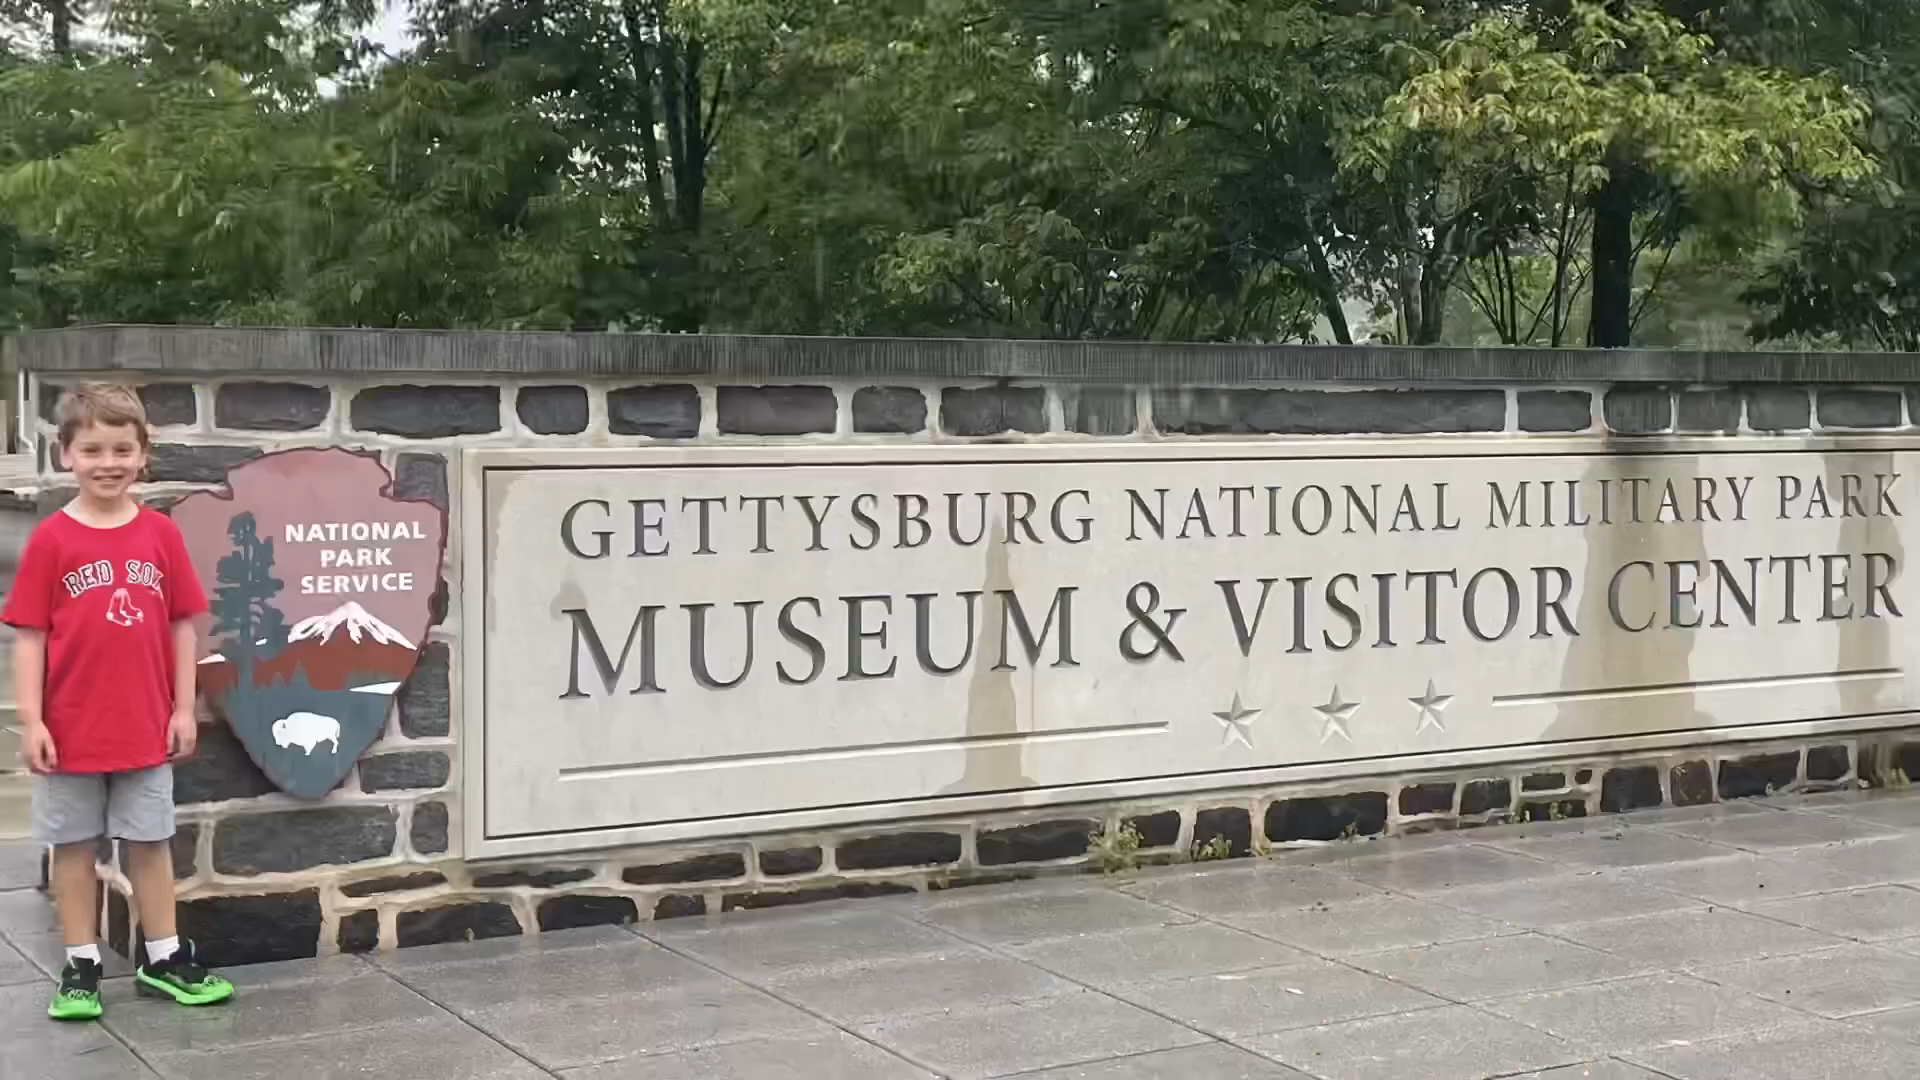 RED SOX
NATIONAL
PARK
SERVICE
GETTYSBURG NATIONAL MILITARY PARK
MUSEUM & VISITOR CENTER